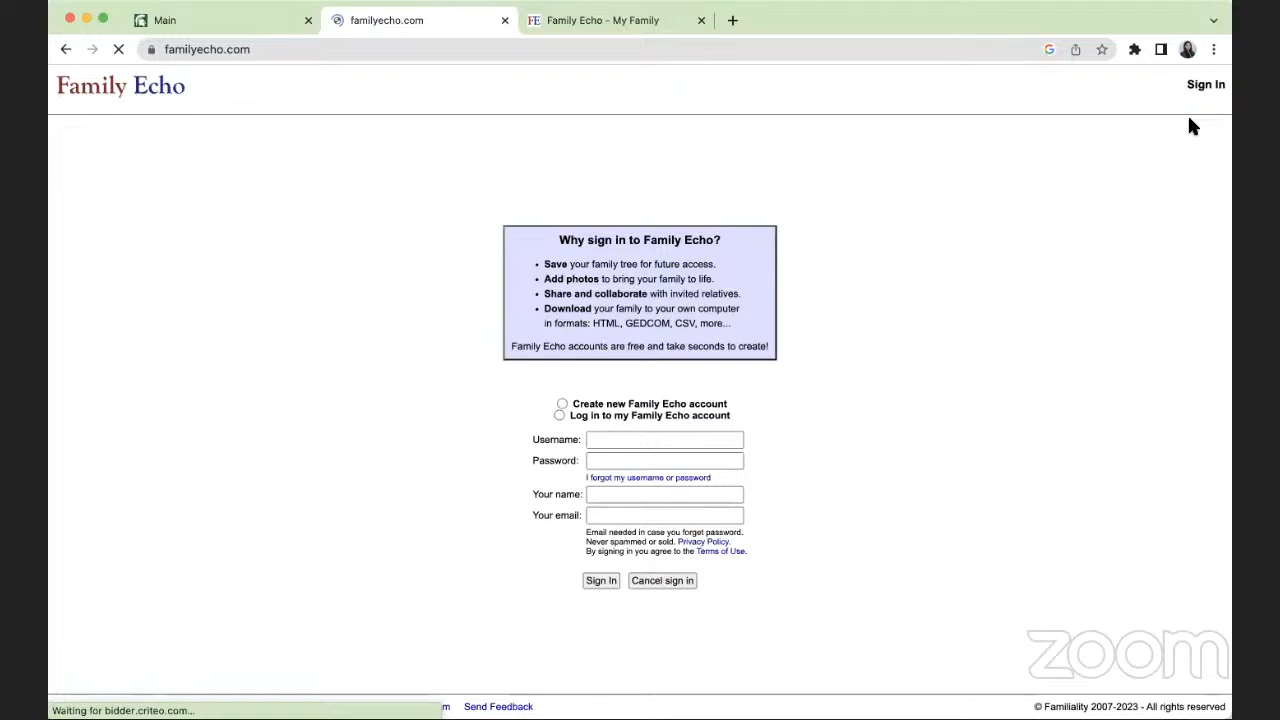 Main
familyecho.com
FE Family Echo - My Family
familyecho.com
Family Echo
Sign In
Why sign in to Family Echo?
• Save your family tree for future access.
• Add photos to bring your family to life.
• Share and collaborate with invited relatives.
• Download your family to your own computer
in formats: HTML, GEDCOM, CSV, more...
Family Echo accounts are free and take seconds to create!
Create new Family Echo account
Log in to my Family Echo account
Username:
Password:
I forgot my username or password
Your name:
Your email:
Email needed in case you forget password.
Never spammed or sold. Privacy Policy.
By signing in you agree to the Terms of Use.
Sign In Cancel sign in
zoom
Waiting for bidder.criteo.com...
m Send Feedback © Familiality 2007-2023 - All rights reserved